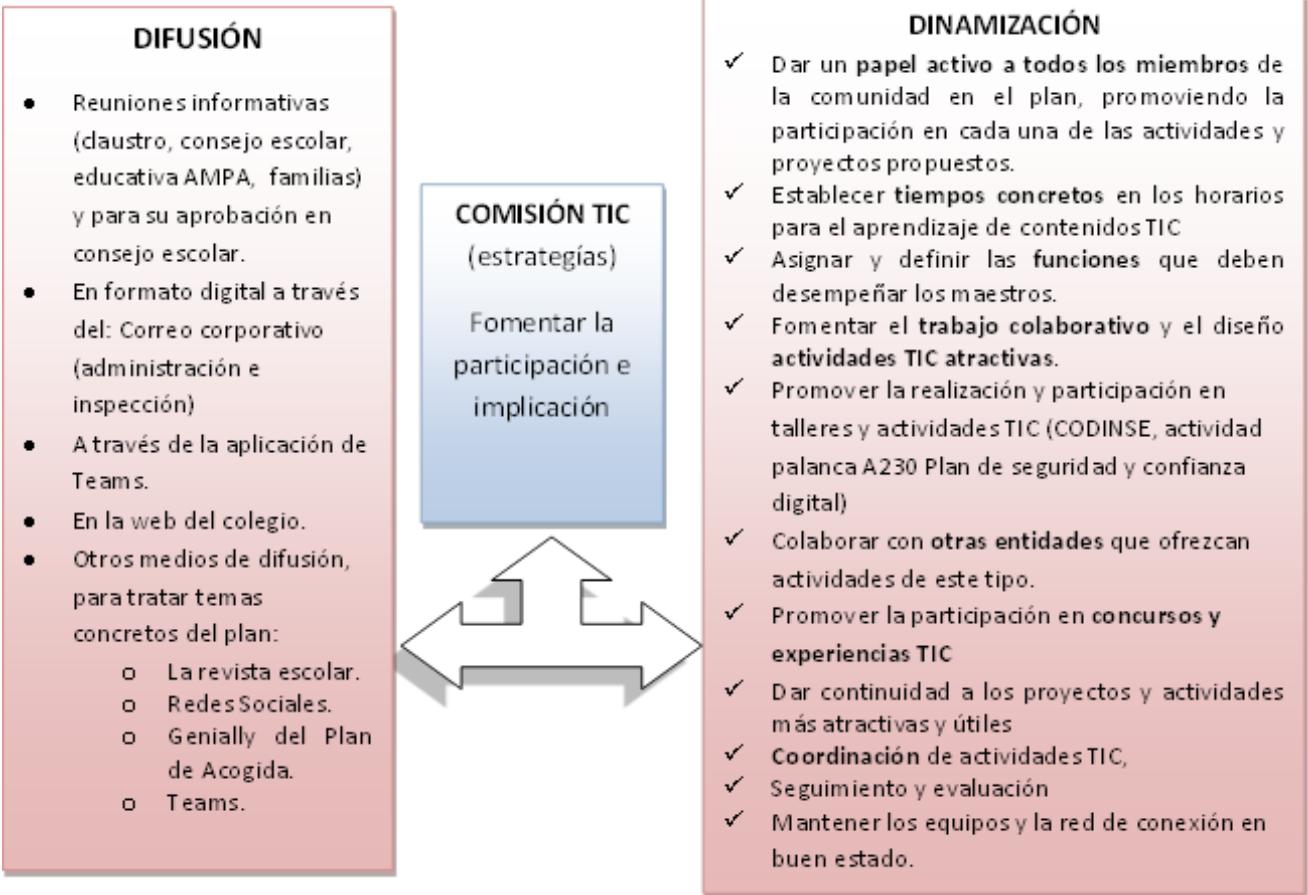 DIFUSIÓN
● Reuniones informativas
(claustro, consejo escolar,
educativa AMPA, familias)
y para su aprobación en
consejo escolar.
● En formato digital a través
del: Correo corporativo
(administración e
inspección)
● A través de la aplicación de
Teams.
● En la web del colegio.
● Otros medios de difusión,
para tratar temas
concretos del plan:
o La revista escolar.
o Redes Sociales.
o Genially del Plan
de Acogida.
o Teams.
COMISIÓN TIC
(estrategías)
Fomentar la
participación e
implicación
DINAMIZACIÓN
✓ Dar un papel activo a todos los miembros de
la comunidad en el plan, promoviendo la
participación en cada una de las actividades y
proyectos propuestos.
✓ Establecer tiempos concretos en los horarios
para el aprendizaje de contenidos TIC
✓ Asignar y definir las funciones que deben
desempeñar los maestros.
✓ Fomentar el trabajo colaborativo y el diseño
actividades TIC atractivas.
✓ Promover la realización y participación en
talleres y actividades TIC (CODINSE, actividad
palanca A230 Plan de seguridad y confianza
digital)
✓ Colaborar con otras entidades que ofrezcan
actividades de este tipo.
✓ Promover la participación en concursos y
experiencias TIC
✓ Dar continuidad a los proyectos y actividades
más atractivas y útiles
✓ Coordinación de actividades TIC,
✓ Seguimiento y evaluación
✓ Mantener los equipos y la red de conexión en
buen estado.